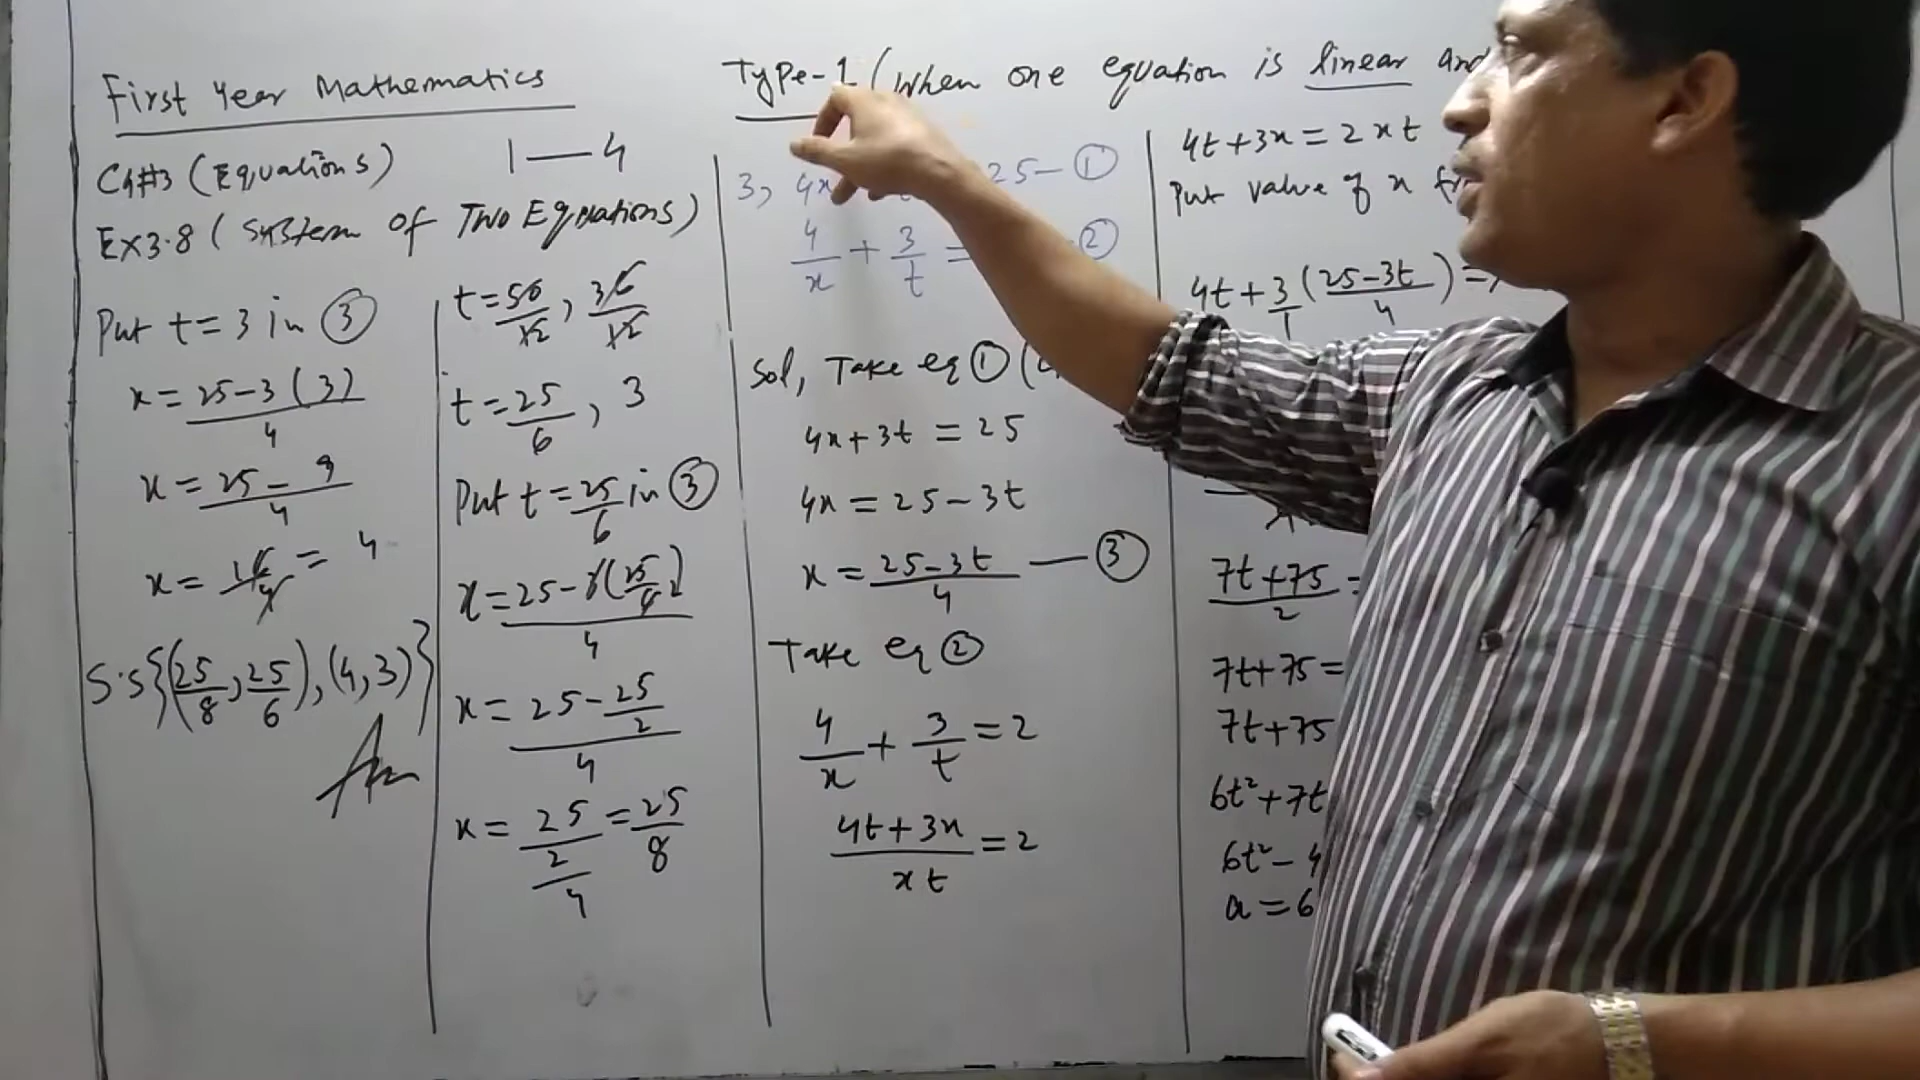 First Year Mathematics
Type-1 (When one equation is linear and
Ch#3 (Equations) 1—4
EX3.8 (System of Two Equations)
Put t=3 in ③
x = 25-3(3)/4
x = 25-9/4
x = 16/4 = 4
S.S{(25/8, 25/6), (4,3)}
Ans
t = 50/12, 36/12
t = 25/6, 3
Put t = 25/6 in ③
x = 25-3(25/6)/4
x = 25-25/2/4
x = 25/2/4 = 25/8
3, 4x 25 — ①
4/x + 3/t = ②
Sol, Take eq ① (
4x+3t = 25
4x = 25-3t
x = 25-3t/4 — ③
Take eq ②
4/x + 3/t = 2
4t+3x/xt = 2
4t+3x = 2xt
Put value of x
4t + 3/1 (25-3t/4) =
7t+75/2 =
7t+75 =
7t+75
6t²+7t
6t²-4
a = 6